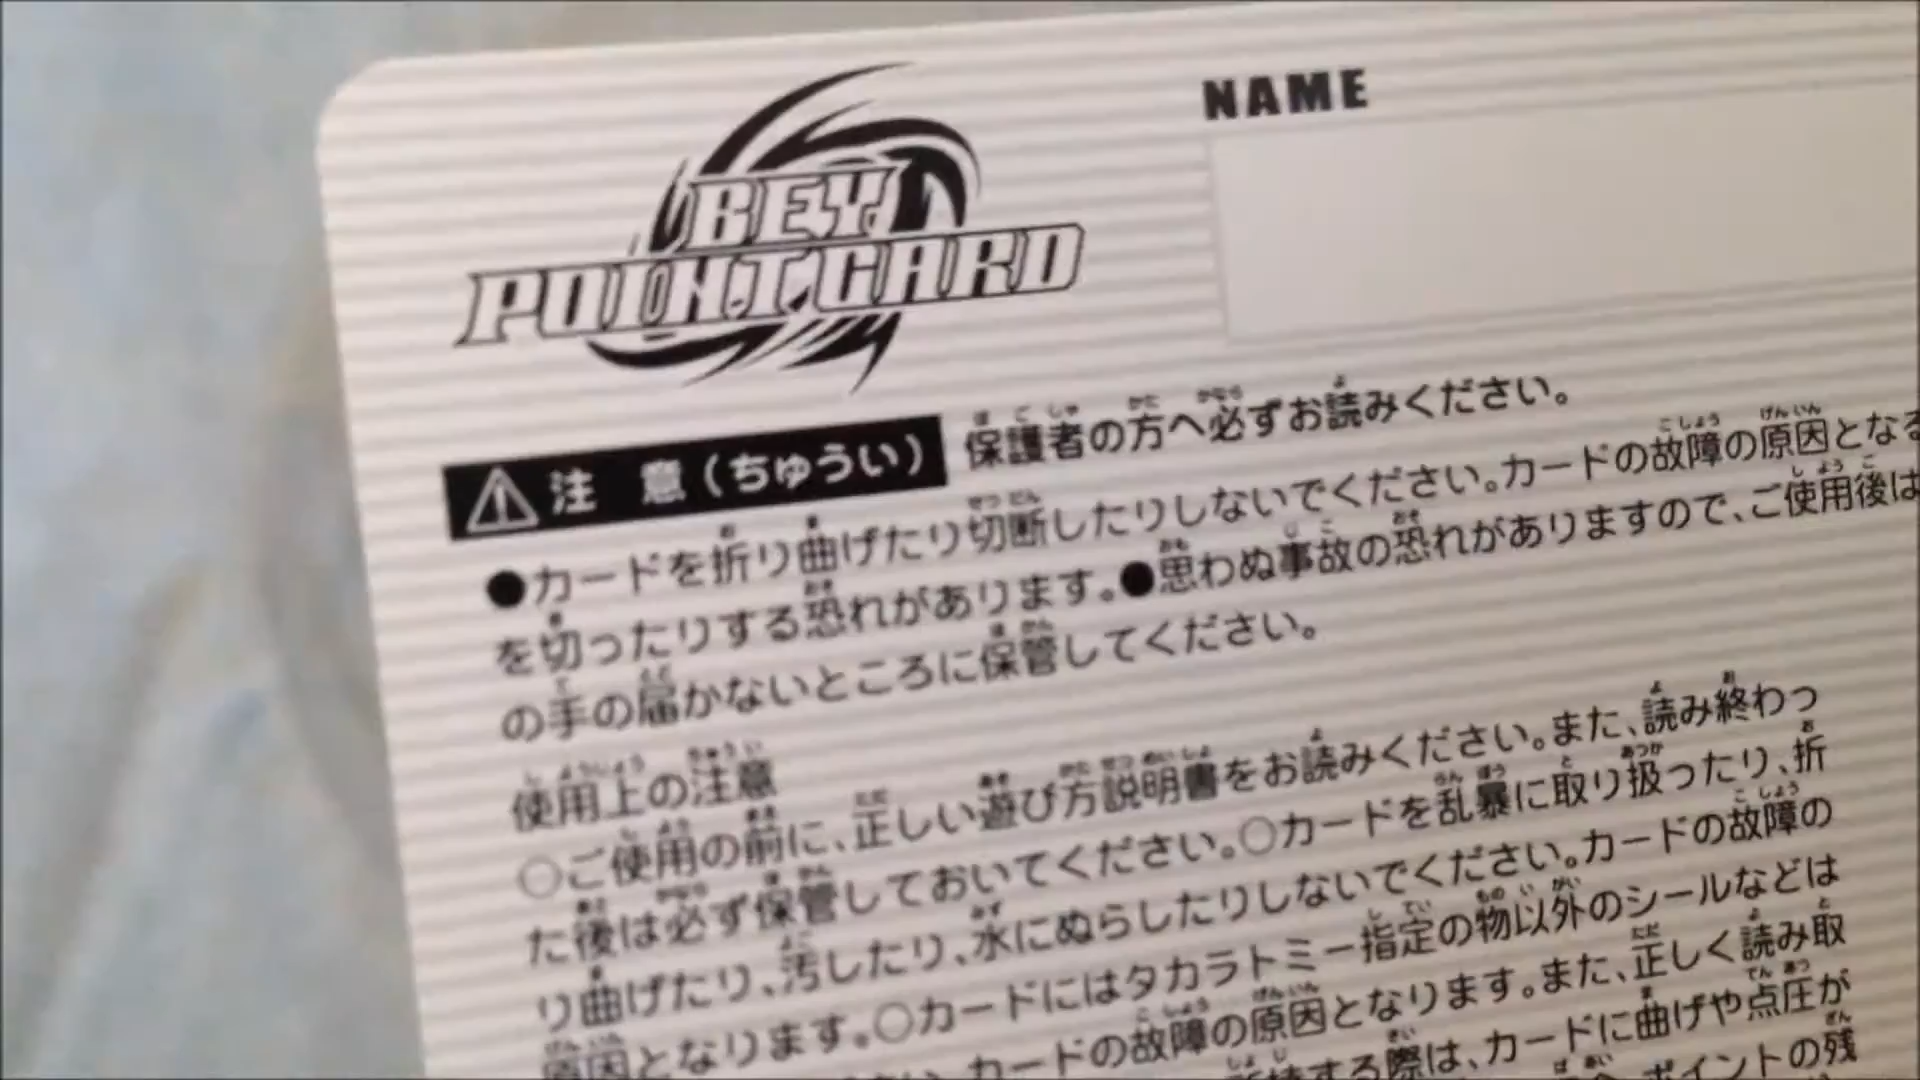 BEY
POINT CARD
NAME
注意(ちゅうい) 保護者の方へ必ずお読みください。
●カードを折り曲げたり切断したりしないでください。カードの故障の原因となる
を切ったりする恐れがあります。●思わぬ事故の恐れがありますので、ご使用後は
の手の届かないところに保管してください。
使用上の注意
○ご使用の前に、正しい遊び方説明書をお読みください。また、読み終わっ
た後は必ず保管しておいてください。○カードを乱暴に取り扱ったり、折
り曲げたり、汚したり、水にぬらしたりしないでください。カードの故障の
原因となります。○カードにはタカラトミー指定の物以外のシールなどは
カードの故障の原因となります。また、正しく読み取
する際は、カードに曲げや点圧が
ポイントの残